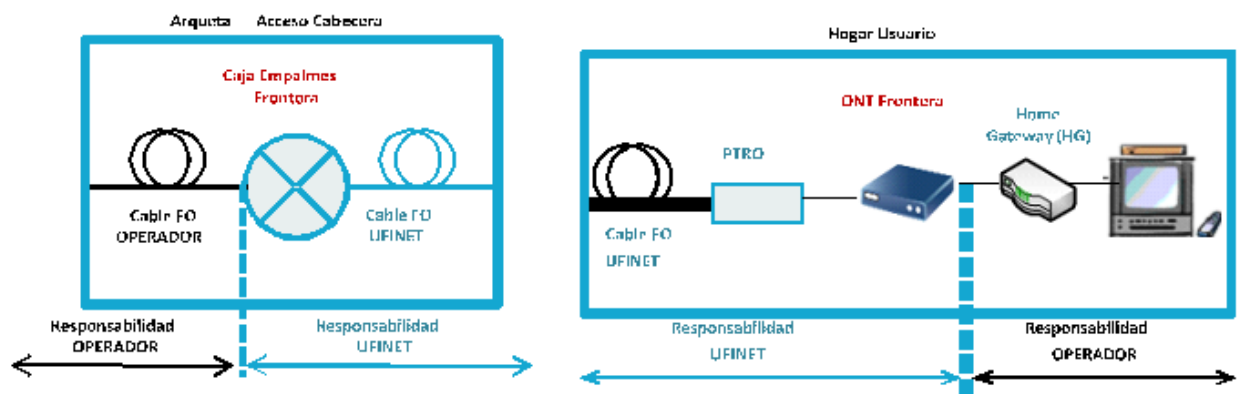 Arqueta Acceso Cabecera
Caja Empalmes
Frontera
Cable FO
OPERADOR
Cable FO
UFINET
Responsabilidad
OPERADOR
Responsabilidad
UFINET
Hogar Usuario
ONT Frontera
Home
Gateway (HG)
PTRO
Cable FO
UFINET
Responsabilidad
UFINET
Responsabilidad
OPERADOR